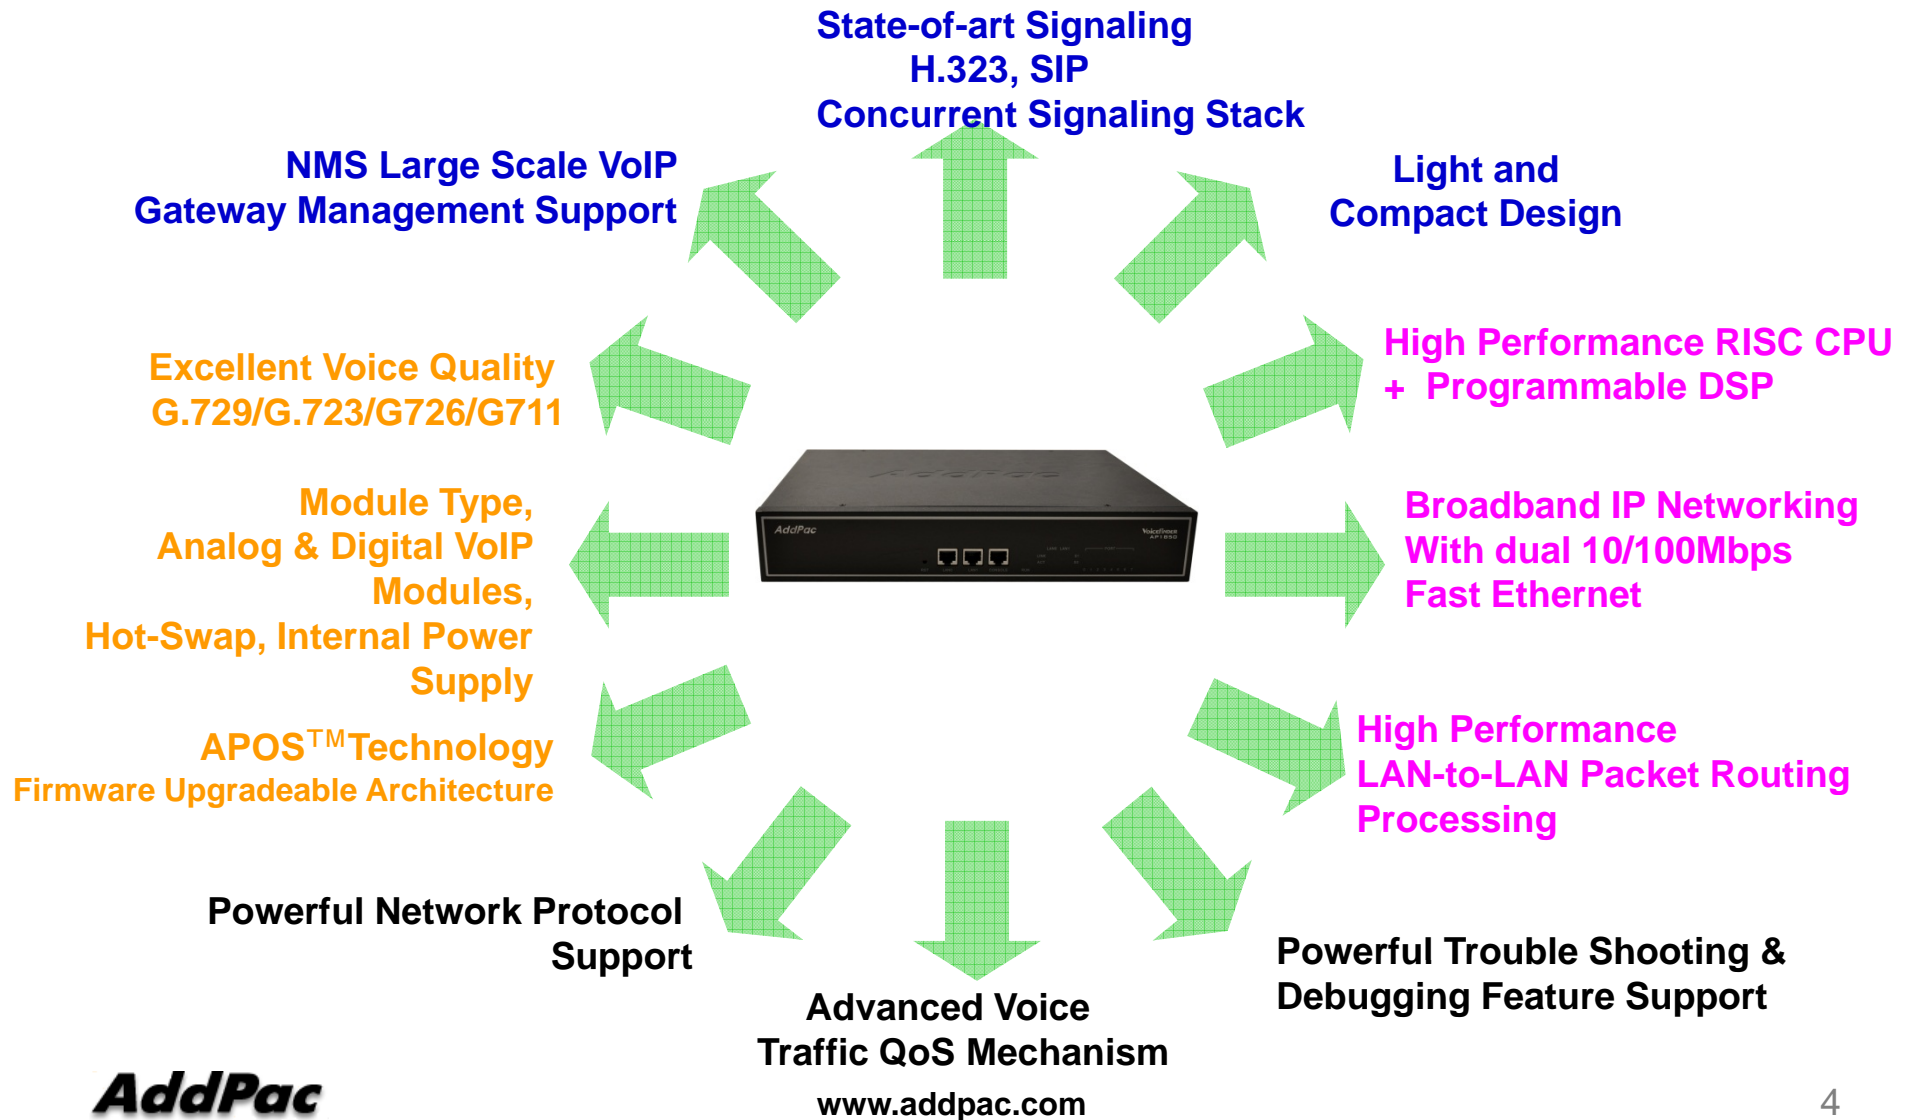 State-of-art Signaling
H.323, SIP
Concurrent Signaling Stack
NMS Large Scale VoIP
Gateway Management Support
Light and
Compact Design
Excellent Voice Quality
G.729/G.723/G726/G711
High Performance RISC CPU
+ Programmable DSP
AddPac
AddPac
VoiceFinder
AP1850
Module Type,
Analog & Digital VoIP
Modules,
Hot-Swap, Internal Power
Supply
Broadband IP Networking
With dual 10/100Mbps
Fast Ethernet
APOS™Technology
Firmware Upgradeable Architecture
High Performance
LAN-to-LAN Packet Routing
Processing
Powerful Network Protocol
Support
Advanced Voice
Traffic QoS Mechanism
Powerful Trouble Shooting &
Debugging Feature Support
AddPac
www.addpac.com
4